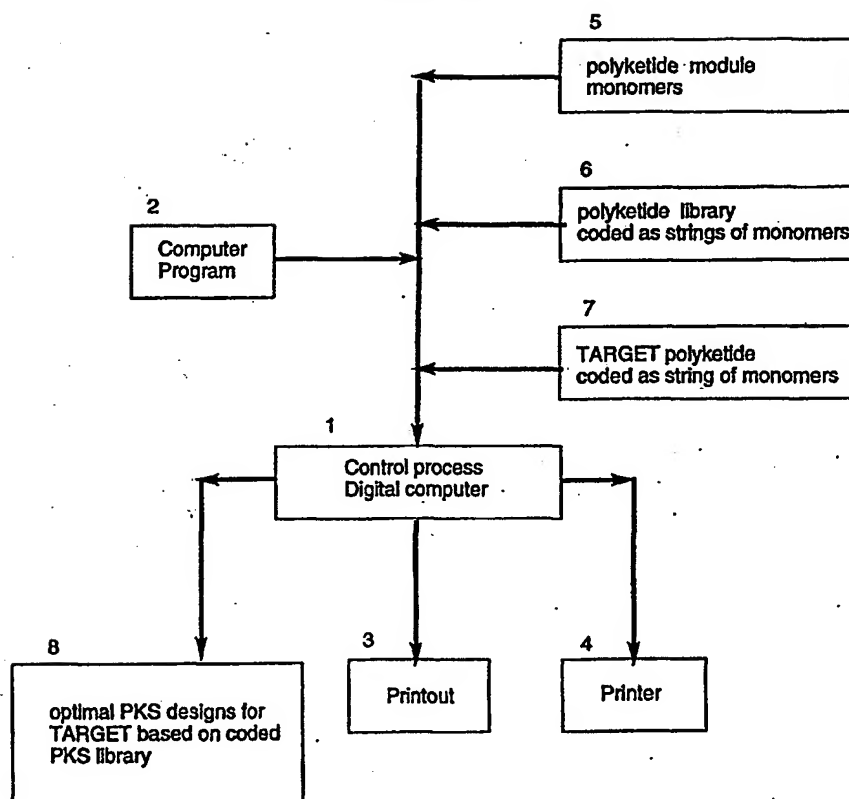 5
polyketide module
monomers
6
polyketide library
coded as strings of monomers
2
Computer
Program
7
TARGET polyketide
coded as string of monomers
1
Control process
Digital computer
8
optimal PKS designs for
TARGET based on coded
PKS library
3
Printout
4
Printer